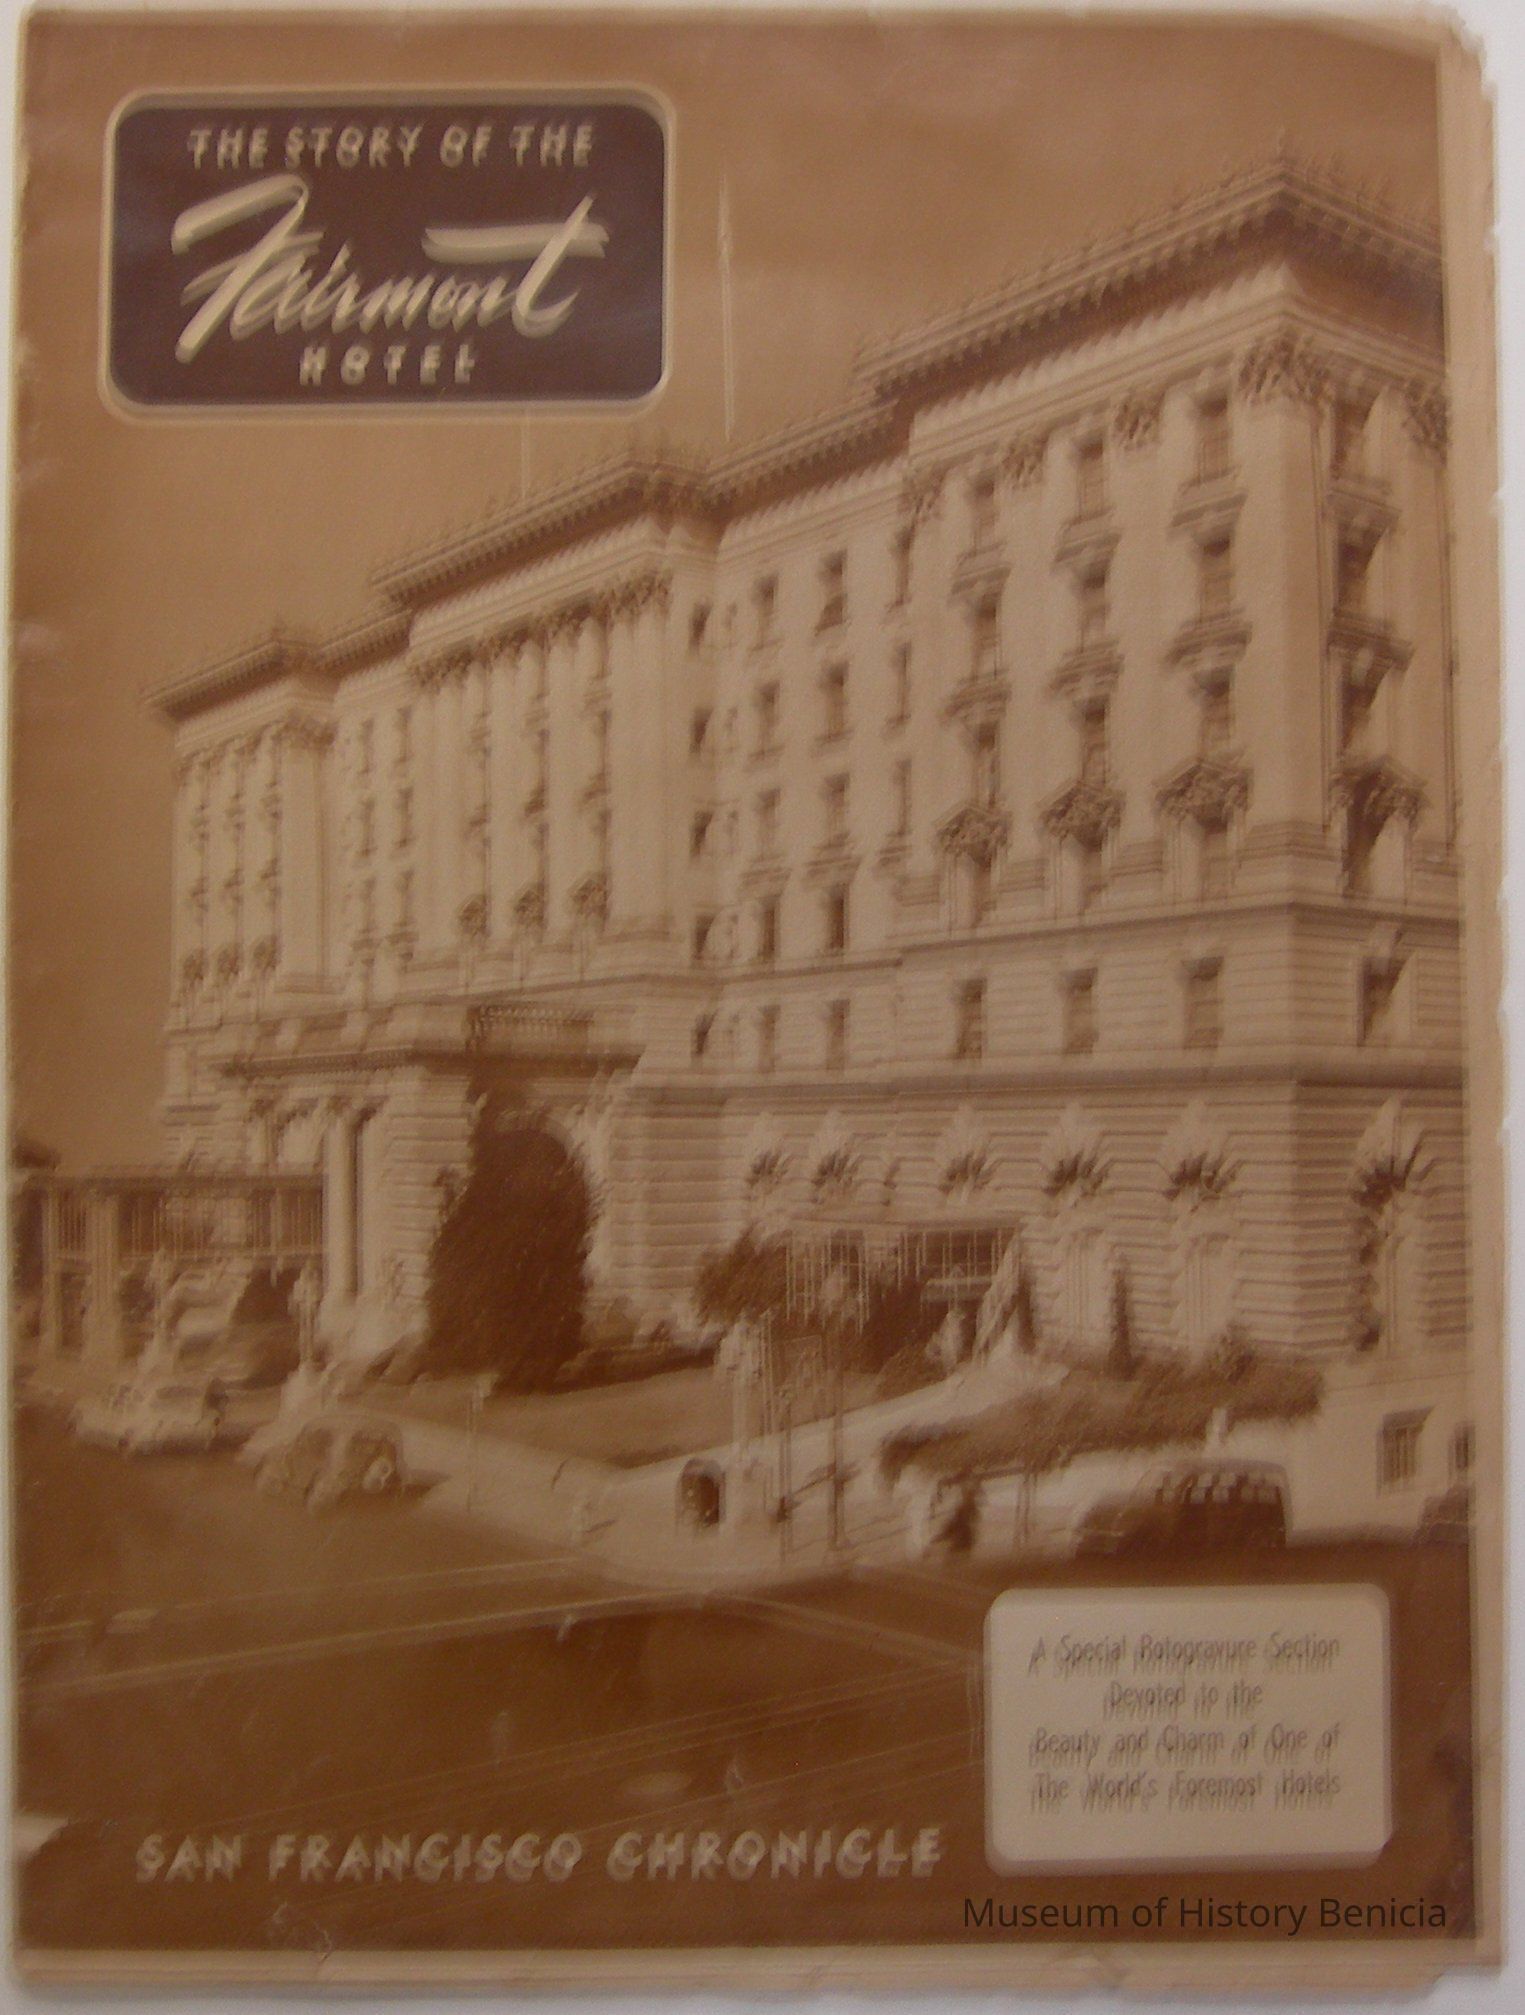 THE STORY OF THE
Fairmont
HOTEL
A Special Rotogravure Section
Devoted to the
Beauty and Charm of One of
The World's Foremost Hotels
SAN FRANCISCO CHRONICLE
Museum of History Benicia